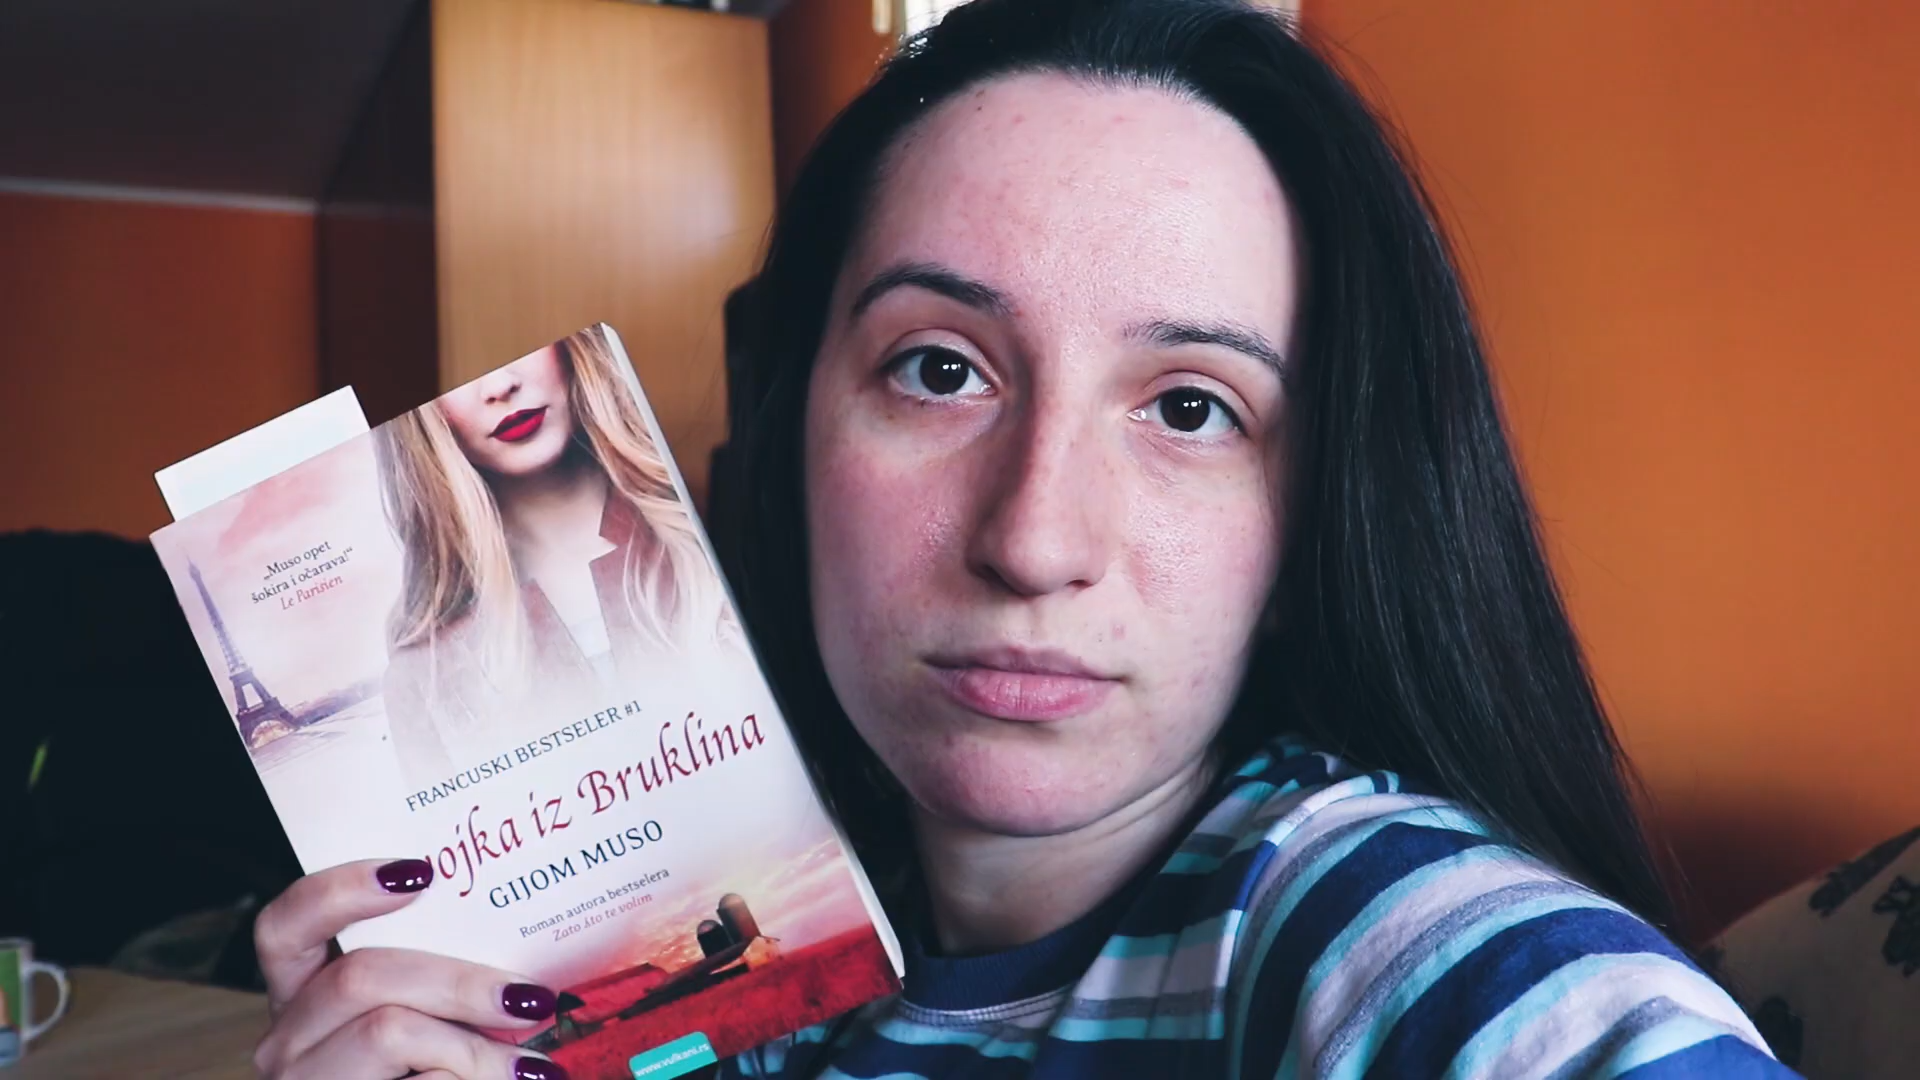 „Muso opet
šokira i očarava!“
Le Parisien
FRANCUSKI BESTSELER #1
ojka iz Bruklina
GIJOM MUSO
Roman autora bestselera
Zato što te volim
www.vulkani.rs